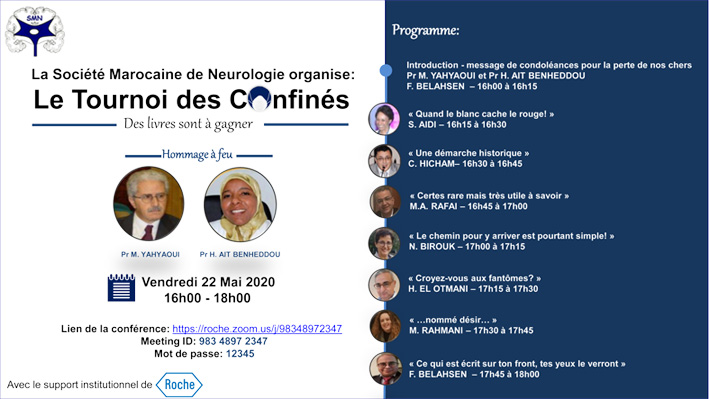 SMN
La Société Marocaine de Neurologie organise:
Le Tournoi des Confinés
Des livres sont à gagner
Hommage à feu
Pr M. YAHYAOUI
Pr H. AIT BENHEDDOU
Vendredi 22 Mai 2020
16h00 - 18h00
Lien de la conférence: https://roche.zoom.us/j/98348972347
Meeting ID: 983 4897 2347
Mot de passe: 12345
Avec le support institutionnel de Roche
Programme:
Introduction - message de condoléances pour la perte de nos chers
Pr M. YAHYAOUI et Pr H. AIT BENHEDDOU
F. BELAHSEN – 16h00 à 16h15
« Quand le blanc cache le rouge! »
S. AIDI – 16h15 à 16h30
« Une démarche historique »
C. HICHAM– 16h30 à 16h45
« Certes rare mais très utile à savoir »
M.A. RAFAI – 16h45 à 17h00
« Le chemin pour y arriver est pourtant simple! »
N. BIROUK – 17h00 à 17h15
« Croyez-vous aux fantômes? »
H. EL OTMANI – 17h15 à 17h30
« …nommé désir… »
M. RAHMANI – 17h30 à 17h45
« Ce qui est écrit sur ton front, tes yeux le verront »
F. BELAHSEN – 17h45 à 18h00